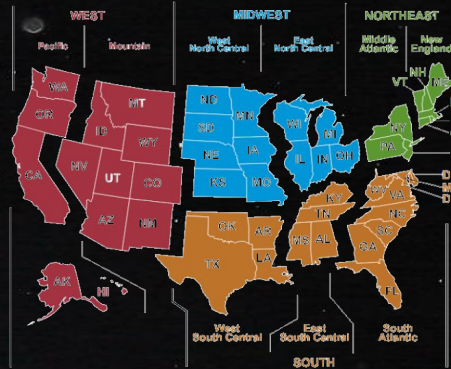 WEST
MIDWEST
NORTHEAST
Pacific
Mountain
West
North Central
East
North Central
Middle
Atlantic
New
England
WA
OR
CA
NV
ID
MT
WY
UT
CO
AZ
NM
AK
HI
ND
SD
NE
KS
MN
IA
MO
WI
MI
IL
IN
OH
VT
NH
ME
NY
PA
OK
TX
AR
LA
KY
TN
MS
AL
WV
VA
NC
SC
GA
FL
D
M
D
West
South Central
East
South Central
South
Atlantic
SOUTH